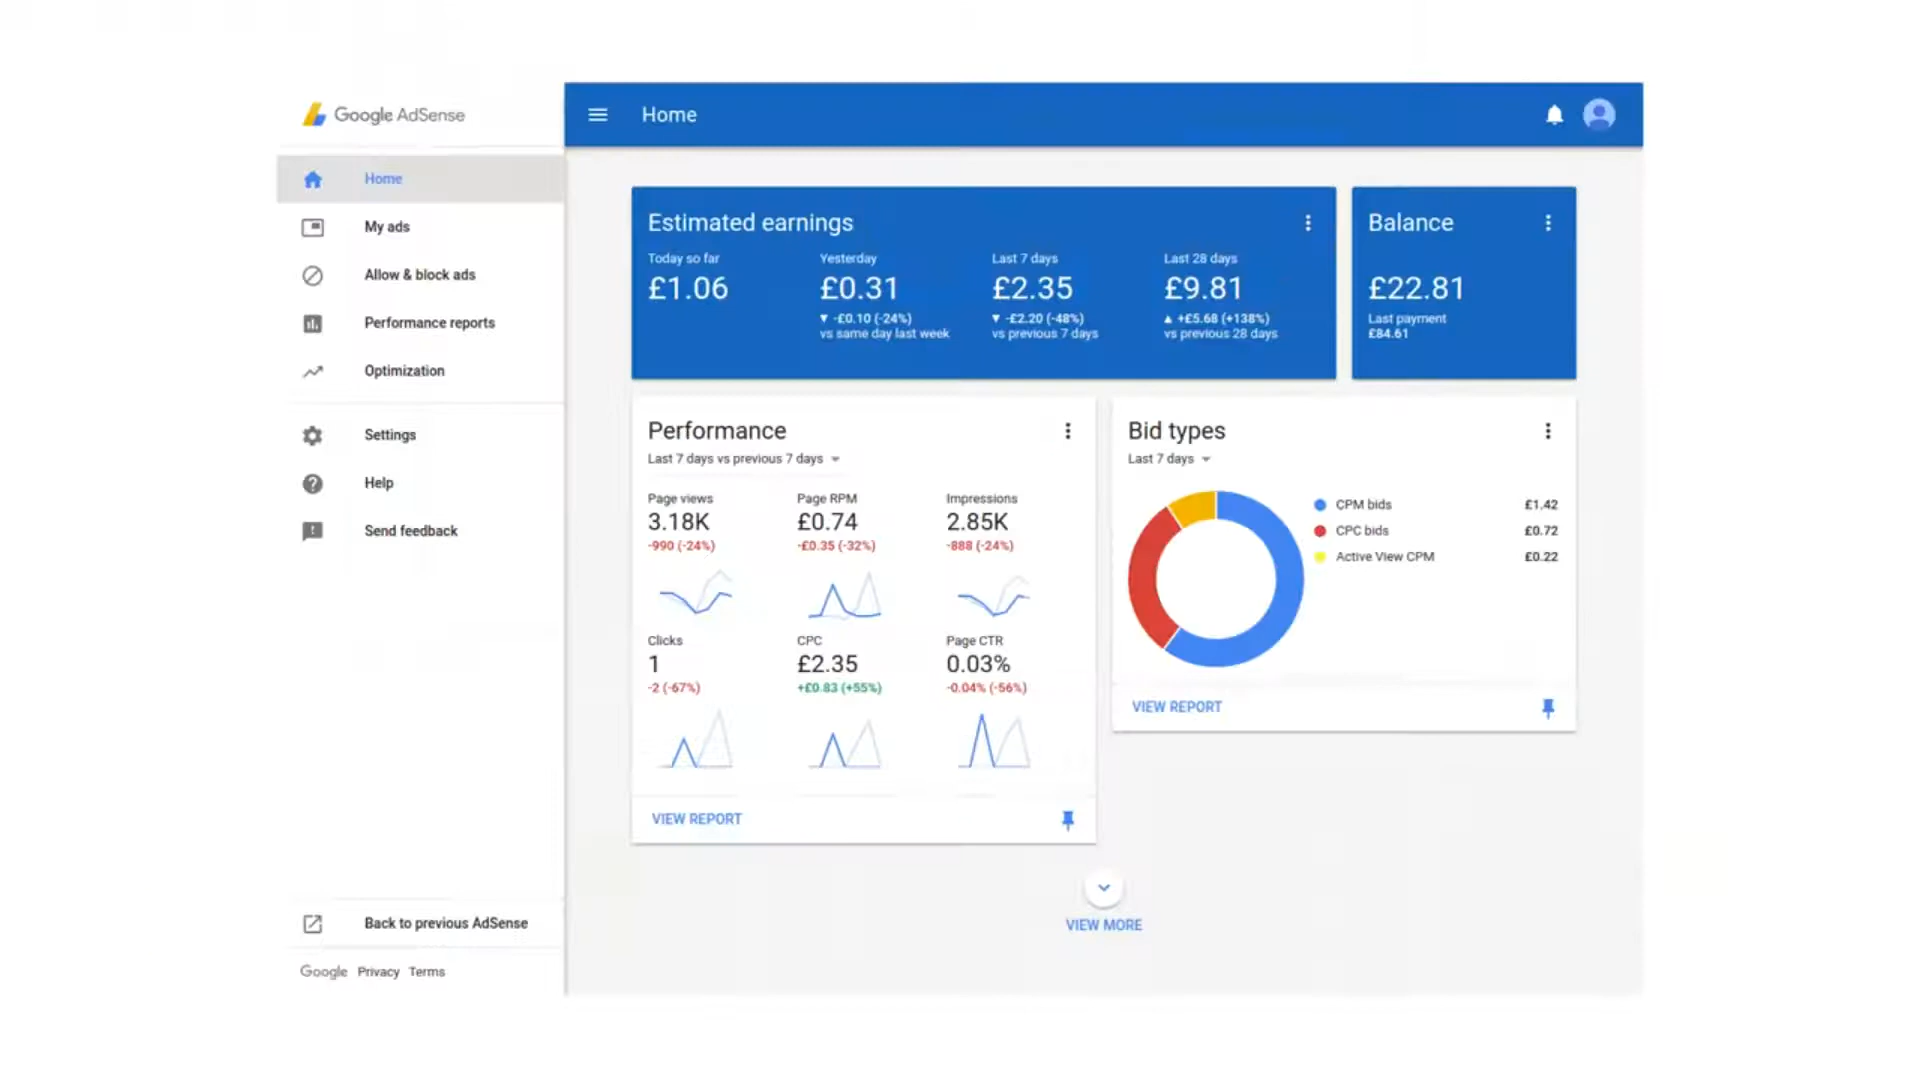 Google AdSense
Home
Home
My ads
Allow & block ads
Performance reports
Optimization
Settings
Help
Send feedback
Back to previous AdSense
Google Privacy Terms
Estimated earnings
Today so far
£1.06
Yesterday
£0.31
-£0.10 (-24%)
vs same day last week
Last 7 days
£2.35
-£2.20 (-48%)
vs previous 7 days
Last 28 days
£9.81
+£5.68 (+138%)
vs previous 28 days
Balance
£22.81
Last payment
£84.61
Performance
Last 7 days vs previous 7 days
Page views
3.18K
-990 (-24%)
Page RPM
£0.74
-£0.35 (-32%)
Impressions
2.85K
-888 (-24%)
Clicks
1
-2 (-67%)
CPC
£2.35
+£0.83 (+55%)
Page CTR
0.03%
-0.04% (-56%)
VIEW REPORT
Bid types
Last 7 days
CPM bids £1.42
CPC bids £0.72
Active View CPM £0.22
VIEW REPORT
VIEW MORE